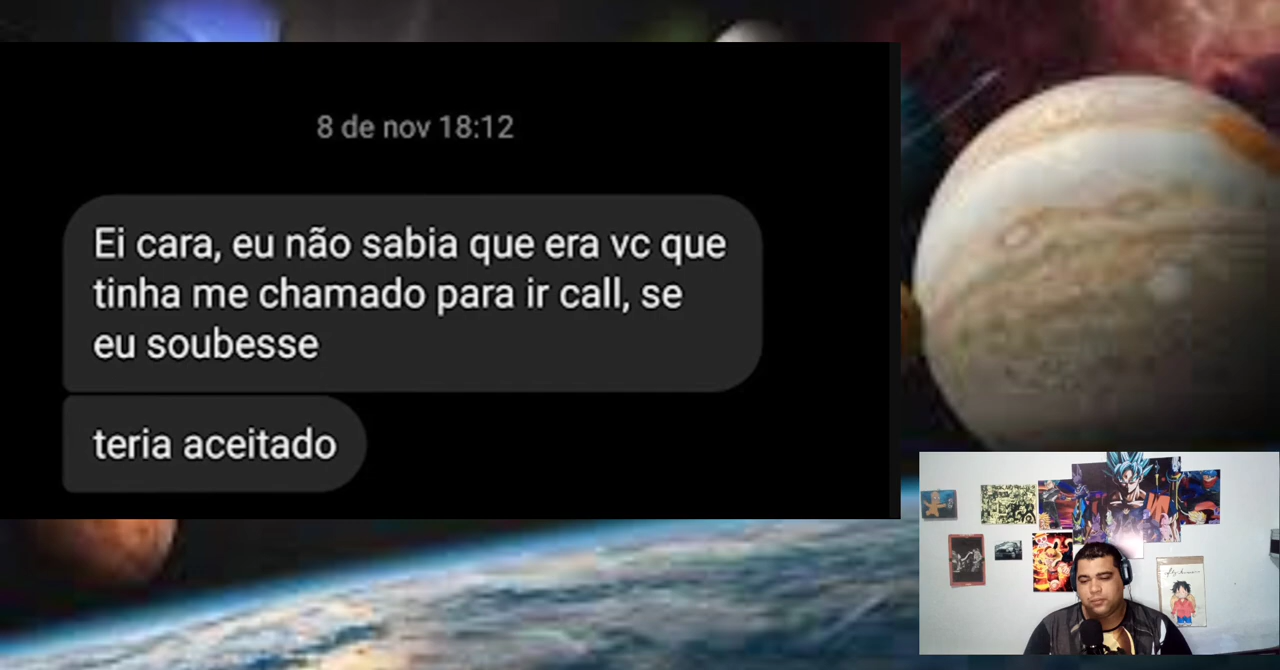 8 de nov 18:12
Ei cara, eu não sabia que era vc que
tinha me chamado para ir call, se
eu soubesse
teria aceitado